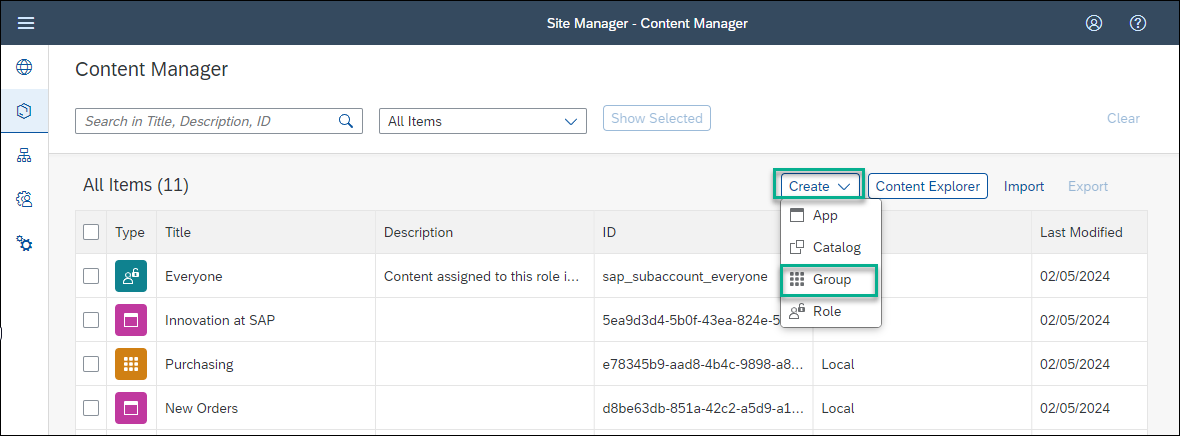 Site Manager - Content Manager
Content Manager
Search in Title, Description, ID
All Items
Show Selected
Clear
All Items (11)
Create
Content Explorer
Import
Export
App
Catalog
Group
Role
Type Title Description ID Last Modified
Everyone Content assigned to this role i... sap_subaccount_everyone 02/05/2024
Innovation at SAP 5ea9d3d4-5b0f-43ea-824e-5 02/05/2024
Purchasing e78345b9-aad8-4b4c-9898-a8... Local 02/05/2024
New Orders d8be63db-851a-42c2-a5d9-a1... Local 02/05/2024